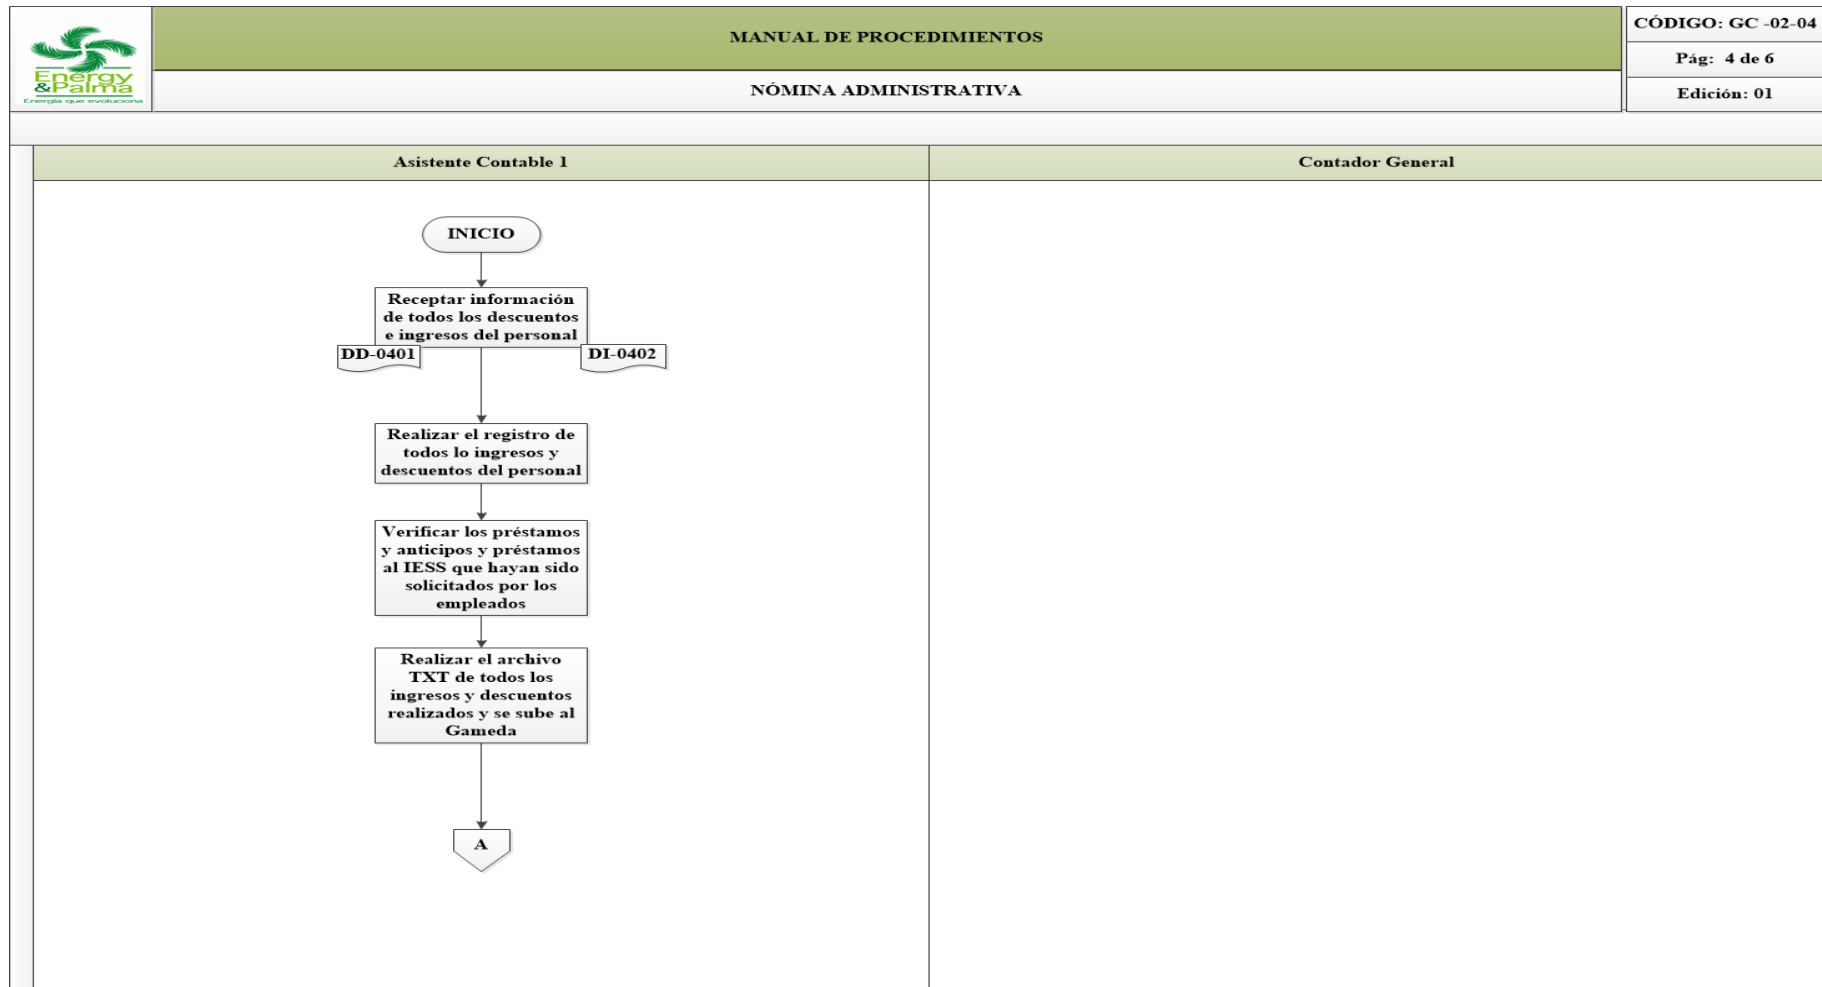 MANUAL DE PROCEDIMIENTOS
CÓDIGO: GC -02-04
Pág: 4 de 6
Energy
&Palma
Energía que evoluciona
NÓMINA ADMINISTRATIVA
Edición: 01
Asistente Contable 1
Contador General
INICIO
Receptar información
de todos los descuentos
e ingresos del personal
DD-0401
DI-0402
Realizar el registro de
todos lo ingresos y
descuentos del personal
Verificar los préstamos
y anticipos y préstamos
al IESS que hayan sido
solicitados por los
empleados
Realizar el archivo
TXT de todos los
ingresos y descuentos
realizados y se sube al
Gameda
A